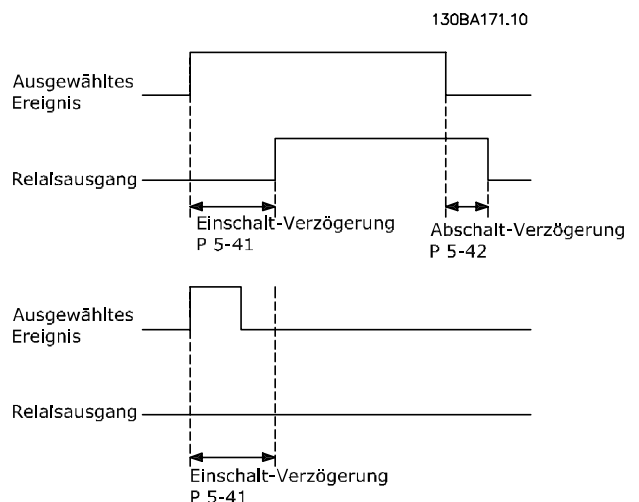 130BA171.10
Ausgewähltes
Ereignis
Relaisausgang
Einschalt-Verzögerung
P 5-41
Abschalt-Verzögerung
P 5-42
Ausgewähltes
Ereignis
Relaisausgang
Einschalt-Verzögerung
P 5-41